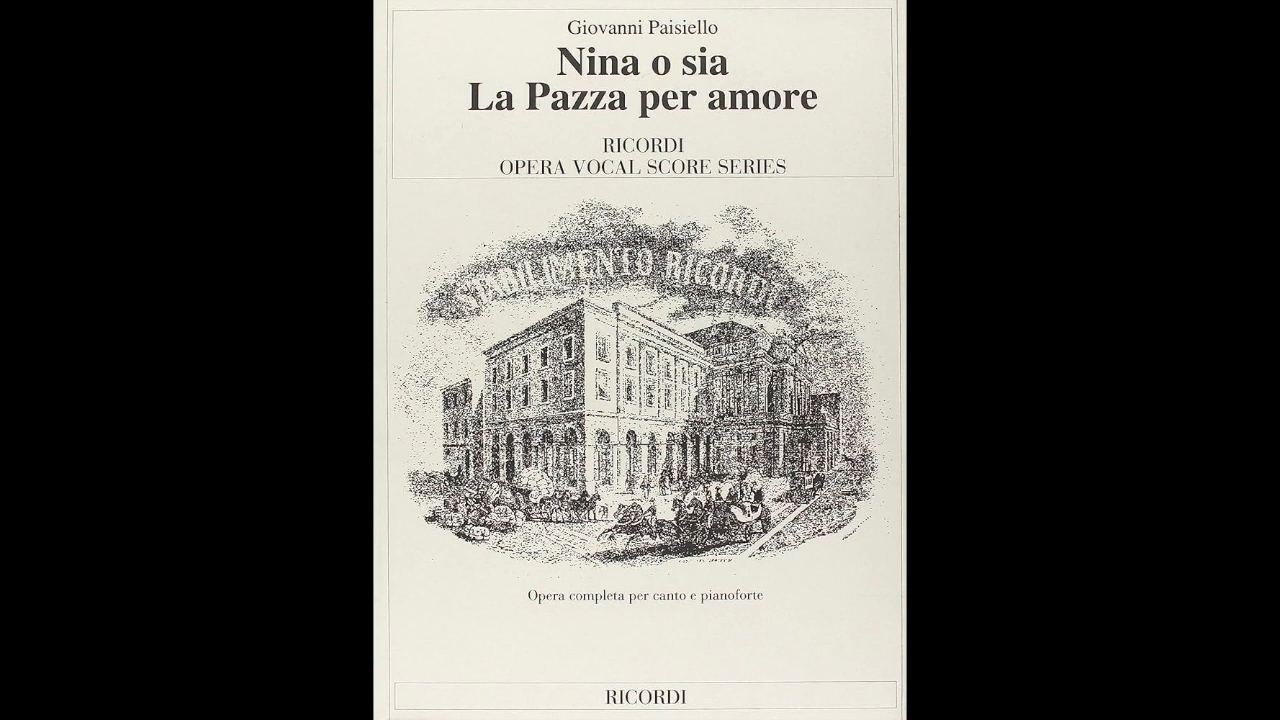 Giovanni Paisiello
Nina o sia
La Pazza per amore
RICORDI
OPERA VOCAL SCORE SERIES
STABILIMENTO RICORDI
Opera completa per canto e pianoforte
RICORDI